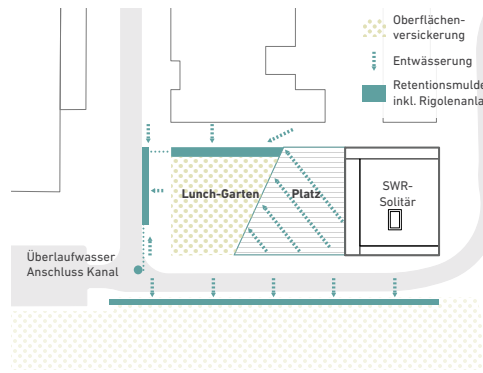 Oberflächen-
versickerung
Entwässerung
Retentionsmulde
inkl. Rigolenanla
Lunch-Garten
Platz
SWR-
Solitär
Überlaufwasser
Anschluss Kanal